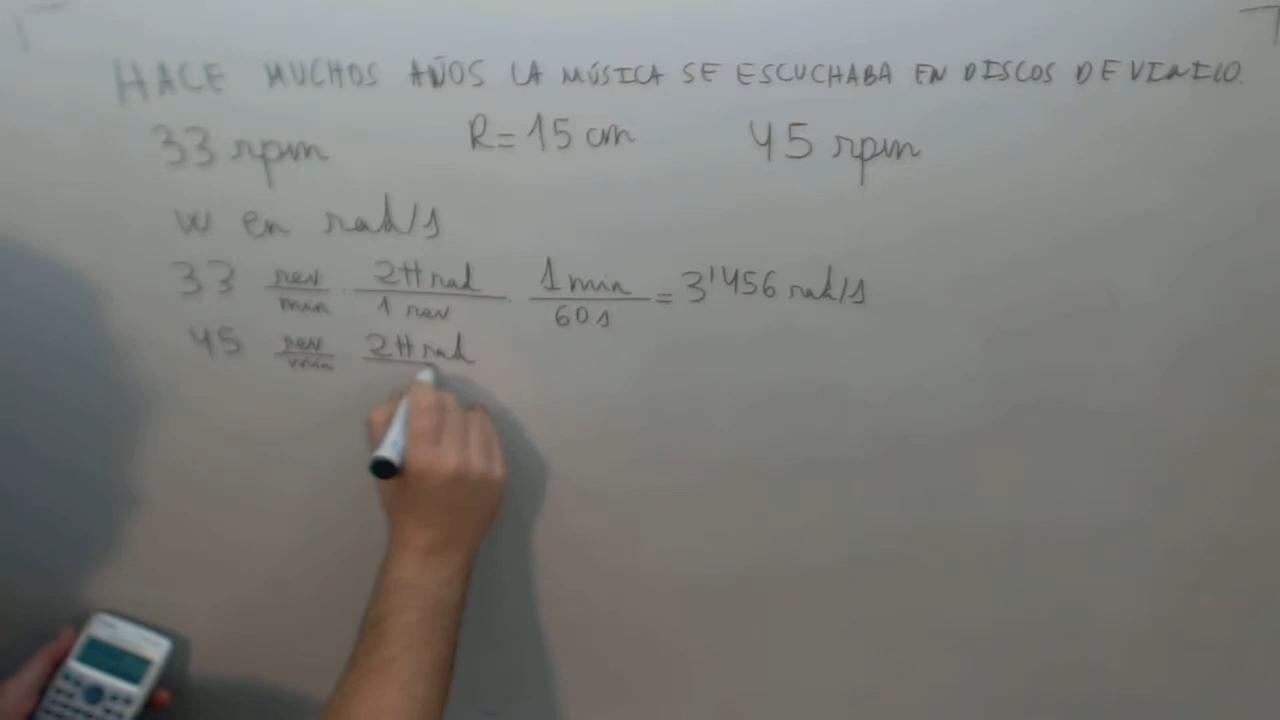 HACE MUCHOS AÑOS LA MÚSICA SE ESCUCHABA EN DISCOS DE VINILO.
33 rpm R=15 cm 45 rpm
w en rad/s
33 rev/min · 2π rad/1 rev · 1 min/60 s = 3'456 rad/s
45 rev/min 2π rad